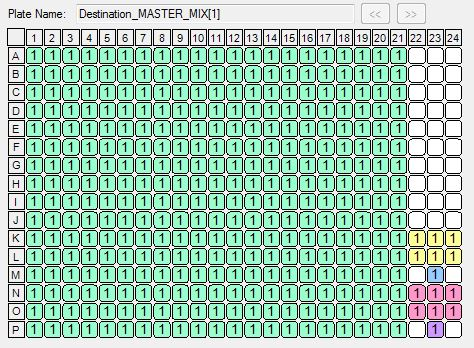 Plate Name: Destination_MASTER_MIX[1] << >>
1 2 3 4 5 6 7 8 9 10 11 12 13 14 15 16 17 18 19 20 21 22 23 24
A 1 1 1 1 1 1 1 1 1 1 1 1 1 1 1 1 1 1 1 1 1
B 1 1 1 1 1 1 1 1 1 1 1 1 1 1 1 1 1 1 1 1 1
C 1 1 1 1 1 1 1 1 1 1 1 1 1 1 1 1 1 1 1 1 1
D 1 1 1 1 1 1 1 1 1 1 1 1 1 1 1 1 1 1 1 1 1
E 1 1 1 1 1 1 1 1 1 1 1 1 1 1 1 1 1 1 1 1 1
F 1 1 1 1 1 1 1 1 1 1 1 1 1 1 1 1 1 1 1 1 1
G 1 1 1 1 1 1 1 1 1 1 1 1 1 1 1 1 1 1 1 1 1
H 1 1 1 1 1 1 1 1 1 1 1 1 1 1 1 1 1 1 1 1 1
I 1 1 1 1 1 1 1 1 1 1 1 1 1 1 1 1 1 1 1 1 1
J 1 1 1 1 1 1 1 1 1 1 1 1 1 1 1 1 1 1 1 1 1
K 1 1 1 1 1 1 1 1 1 1 1 1 1 1 1 1 1 1 1 1 1 1 1 1
L 1 1 1 1 1 1 1 1 1 1 1 1 1 1 1 1 1 1 1 1 1 1 1 1
M 1 1 1 1 1 1 1 1 1 1 1 1 1 1 1 1 1 1 1 1 1 1
N 1 1 1 1 1 1 1 1 1 1 1 1 1 1 1 1 1 1 1 1 1 1 1 1
O 1 1 1 1 1 1 1 1 1 1 1 1 1 1 1 1 1 1 1 1 1 1 1 1
P 1 1 1 1 1 1 1 1 1 1 1 1 1 1 1 1 1 1 1 1 1 1